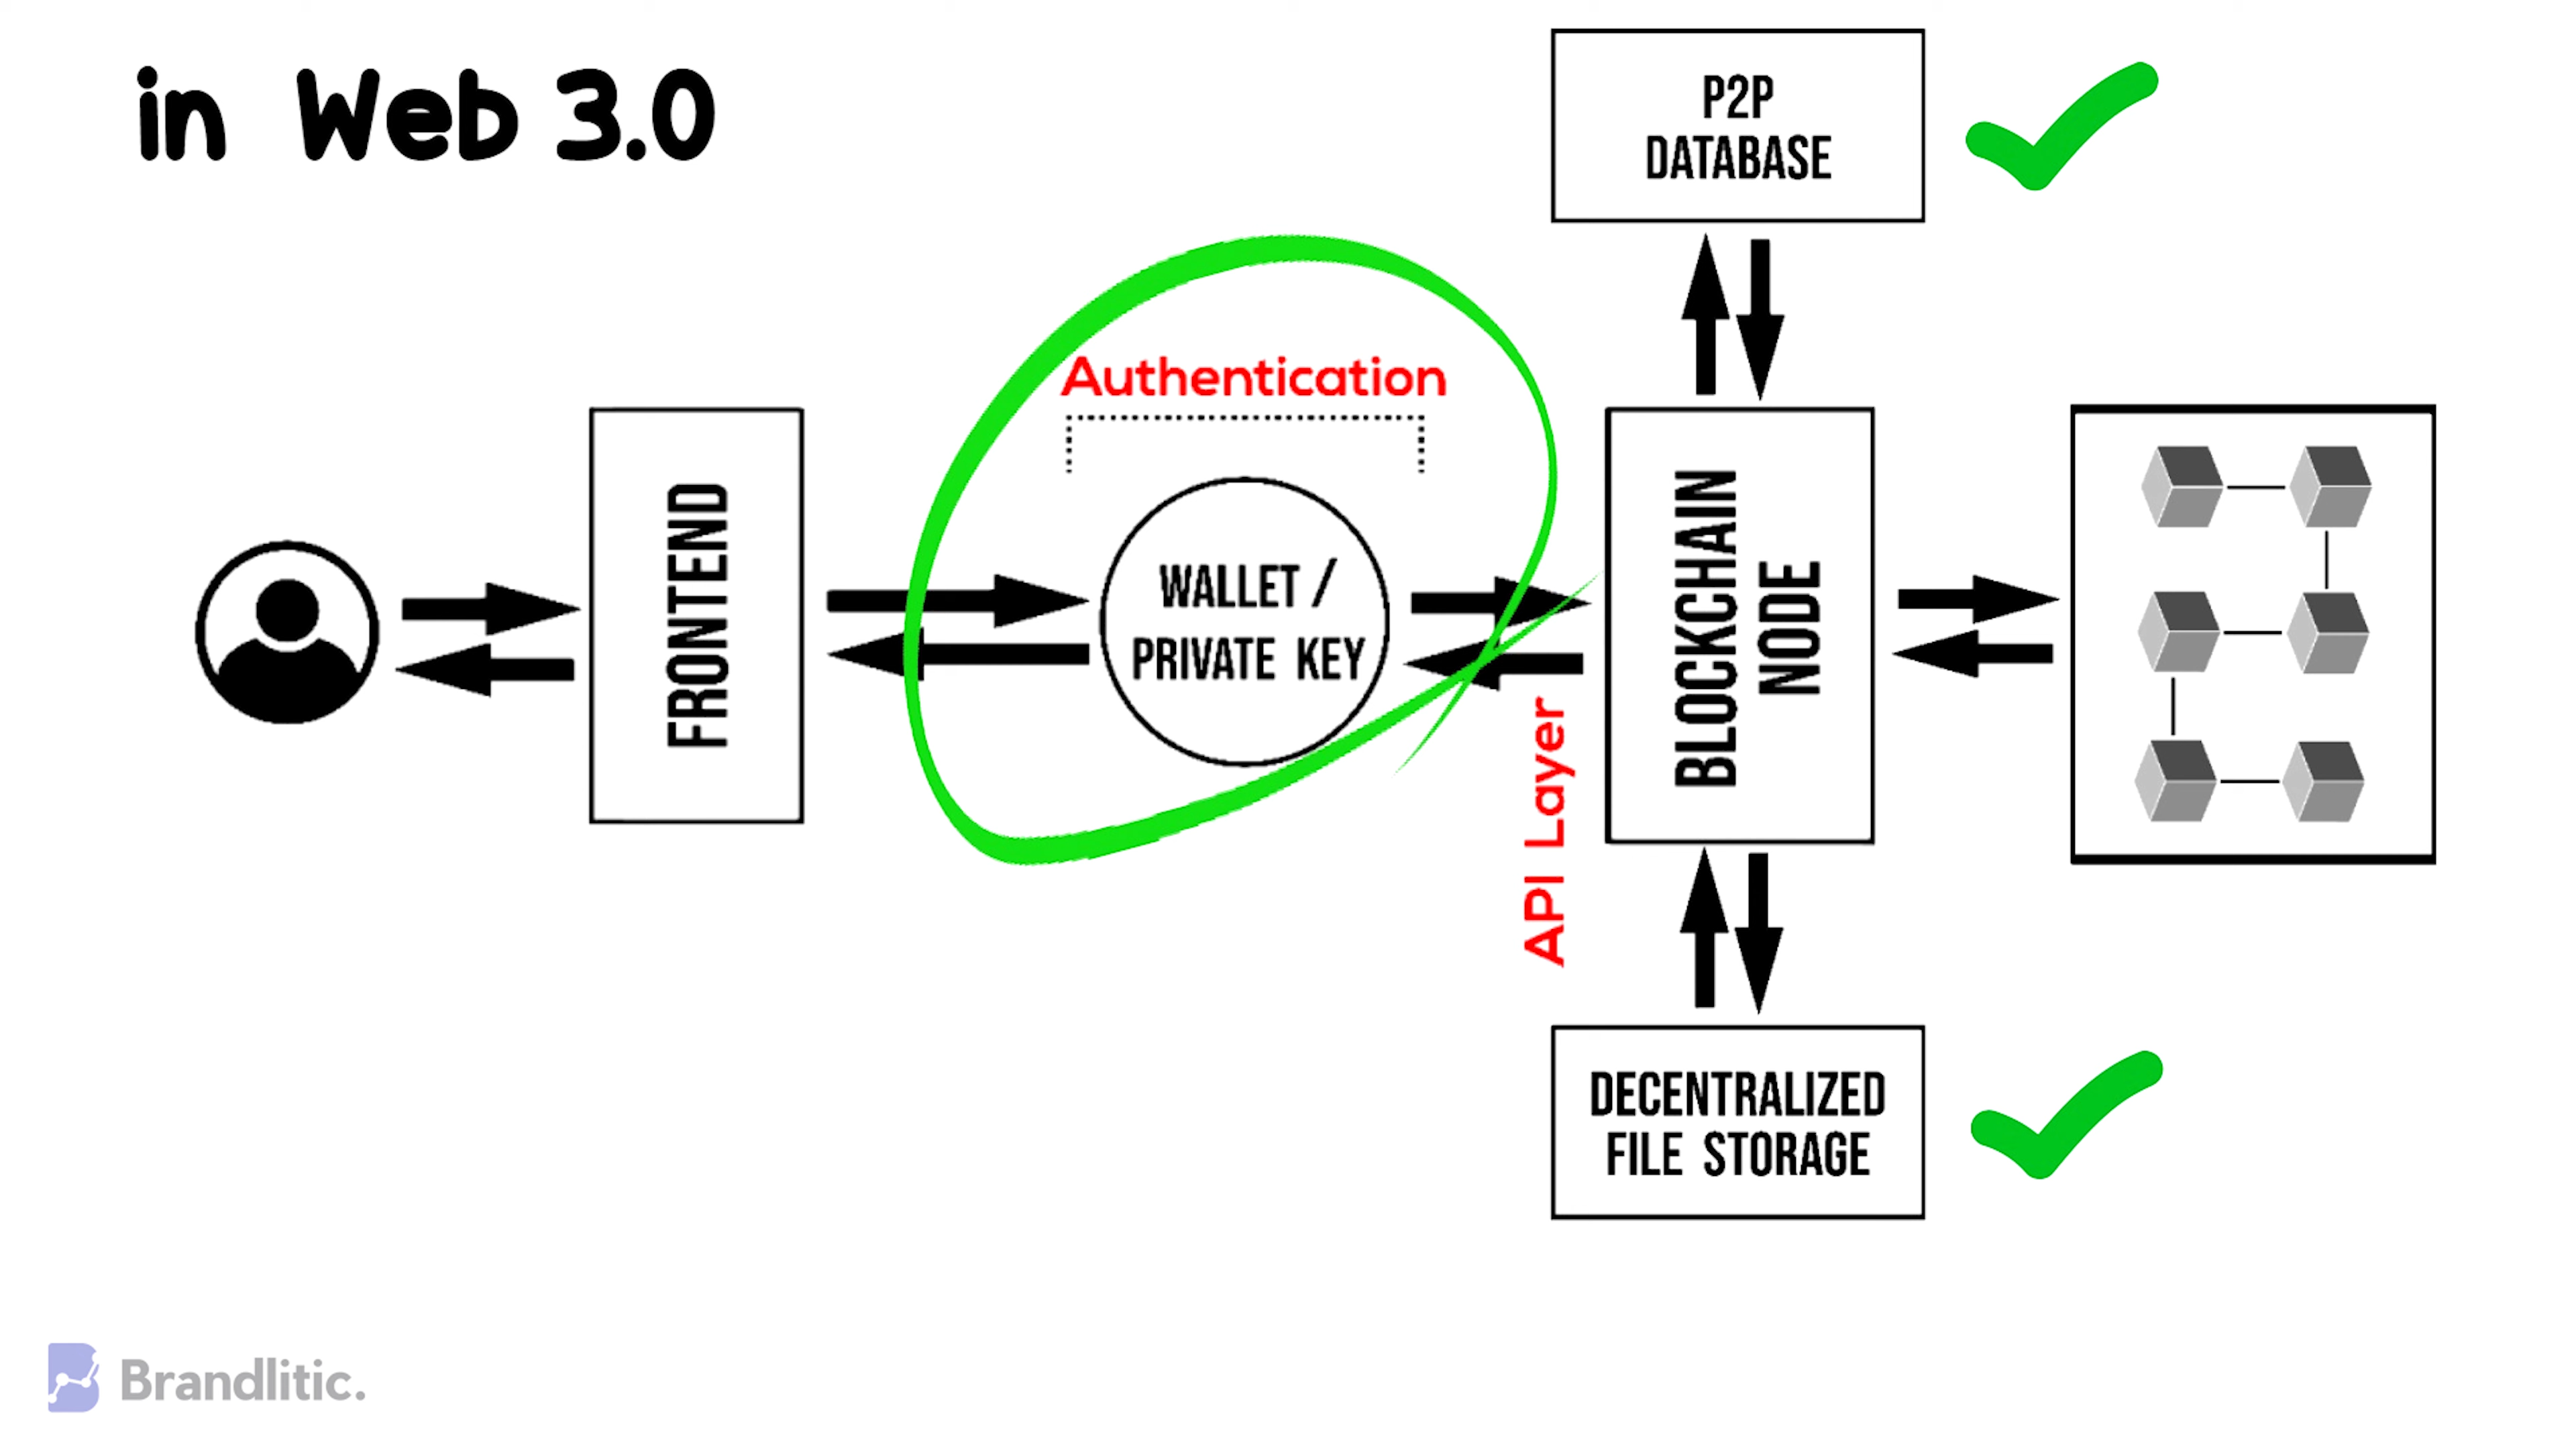 in Web 3.0
P2P
DATABASE
Authentication
FRONTEND
WALLET /
PRIVATE KEY
BLOCKCHAIN
NODE
API Layer
DECENTRALIZED
FILE STORAGE
Brandlitic.